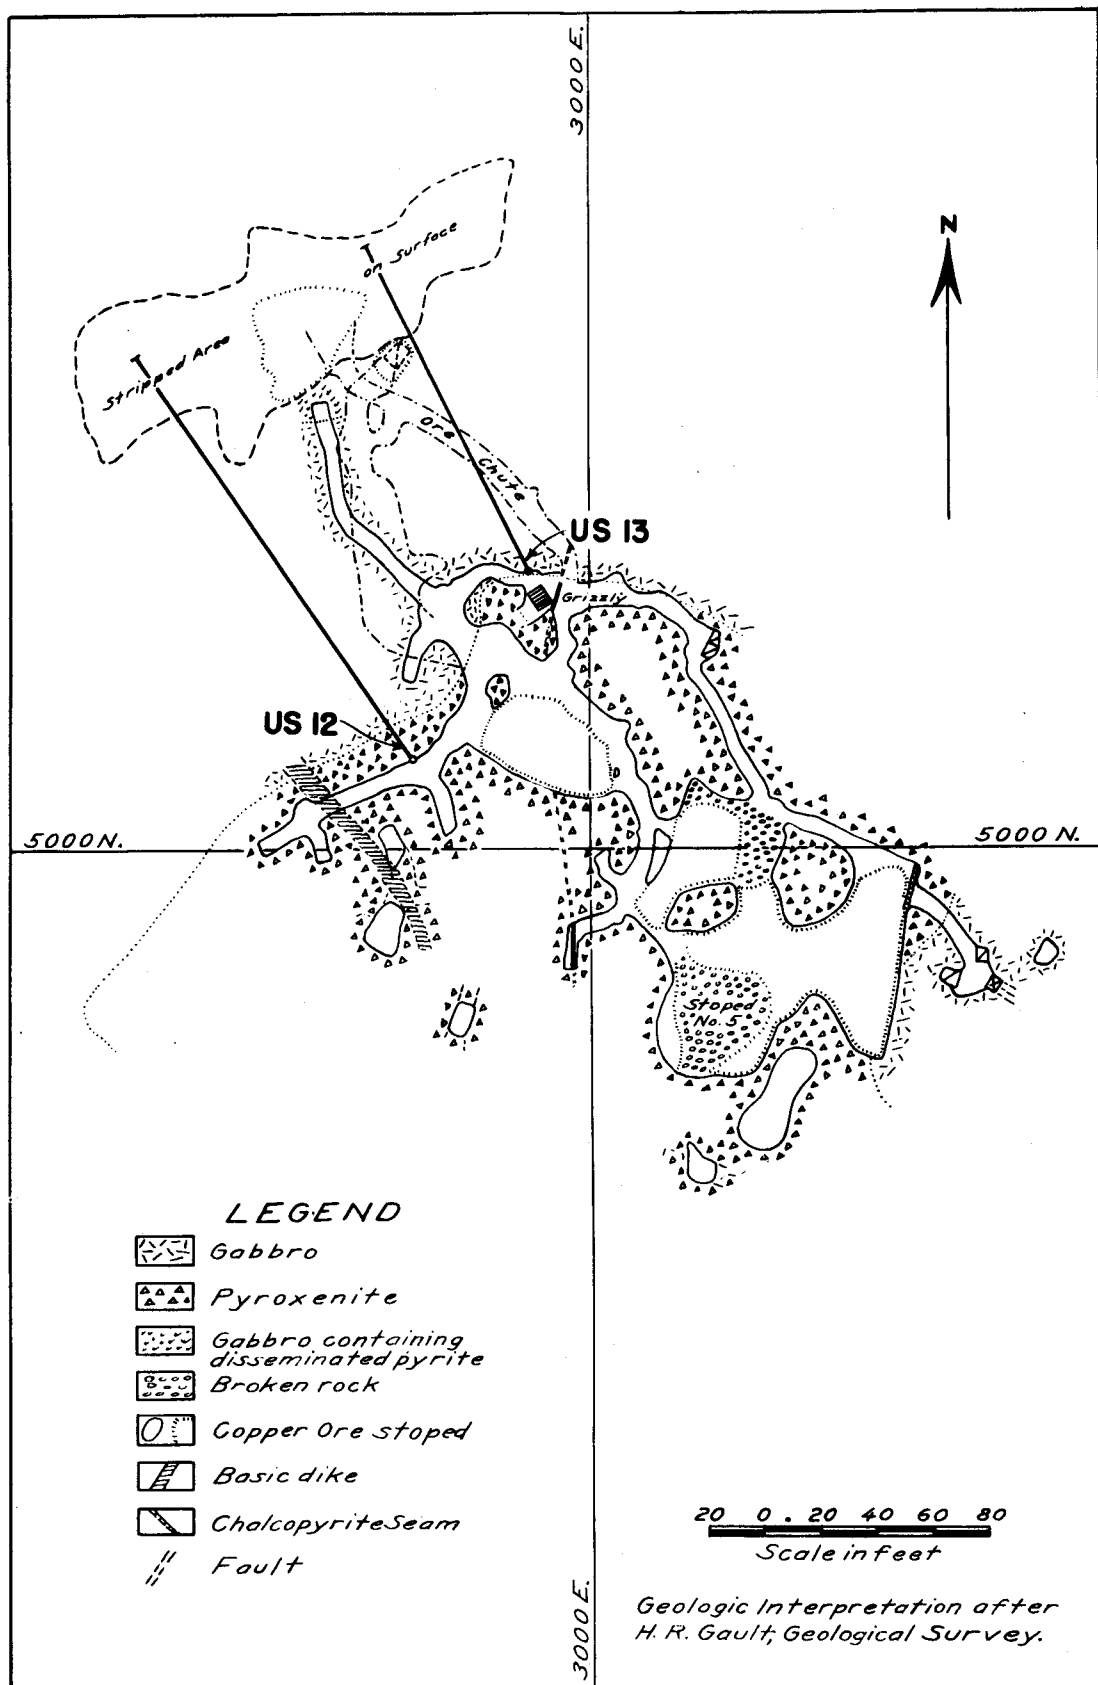 3000 E.
N
on Surface
Stripped Area
Ore Chute
US 13
Grizzly
US 12
5000 N.
5000 N.
Stoped
No. 5
LEGEND
Gabbro
Pyroxenite
Gabbro containing
disseminated pyrite
Broken rock
Copper Ore stoped
Basic dike
Chalcopyrite Seam
Fault
20 0 . 20 40 60 80
Scale in feet
3000 E.
Geologic Interpretation after
H. R. Gault, Geological Survey.